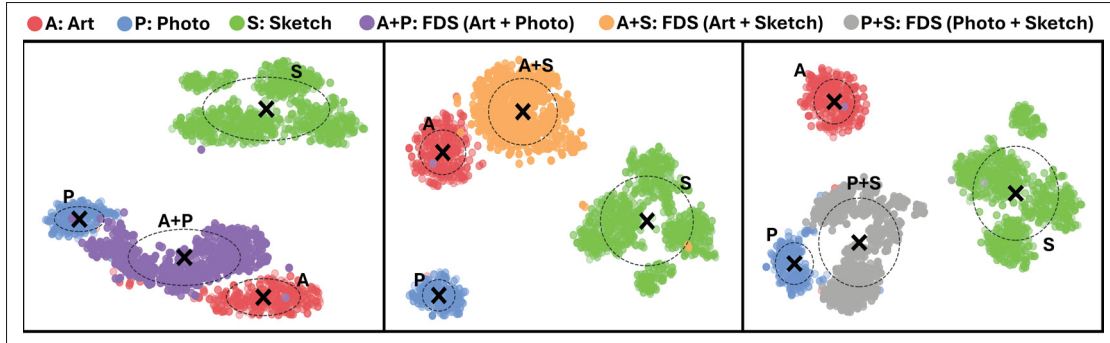 A: Art P: Photo S: Sketch A+P: FDS (Art + Photo) A+S: FDS (Art + Sketch) P+S: FDS (Photo + Sketch)
S
P
A+P
A
A+S
A
S
P
A
P+S
P
S